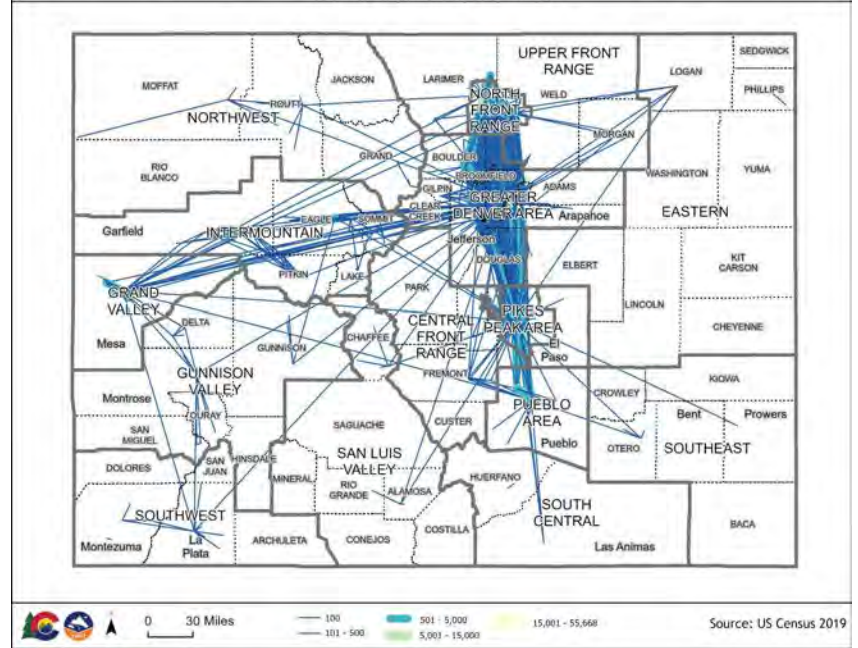 UPPER FRONT
RANGE
SEDGWICK
LOGAN
PHILLIPS
MOFFAT
JACKSON
LARIMER
NORTH
FRONT
RANGE
WELD
ROUTT
NORTHWEST
MORGAN
GRAND
BOULDER
WASHINGTON
YUMA
RIO
BLANCO
BROOMFIELD
GILPIN
ADAMS
GREATER
DENVER AREA
CLEAR
CREEK
Arapahoe
EASTERN
Garfield
EAGLE
SUMMIT
INTERMOUNTAIN
Jefferson
DOUGLAS
ELBERT
KIT
CARSON
PITKIN
LAKE
PARK
LINCOLN
GRAND
VALLEY
PIKES
PEAK AREA
CENTRAL
FRONT
RANGE
CHEYENNE
DELTA
Mesa
GUNNISON
CHAFFEE
El
Paso
GUNNISON
VALLEY
FREMONT
KIOWA
CROWLEY
Montrose
OURAY
PUEBLO
AREA
Bent
Prowers
SAGUACHE
CUSTER
Pueblo
OTERO
SOUTHEAST
SAN
MIGUEL
DOLORES
SAN
JUAN
HINSDALE
SAN LUIS
VALLEY
MINERAL
RIO
GRANDE
ALAMOSA
HUERFANO
SOUTHWEST
SOUTH
CENTRAL
Montezuma
La
Plata
ARCHULETA
CONEJOS
COSTILLA
Las Animas
BACA
0 30 Miles
100
101 - 500
501 - 5,000
5,001 - 15,000
15,001 - 55,668
Source: US Census 2019